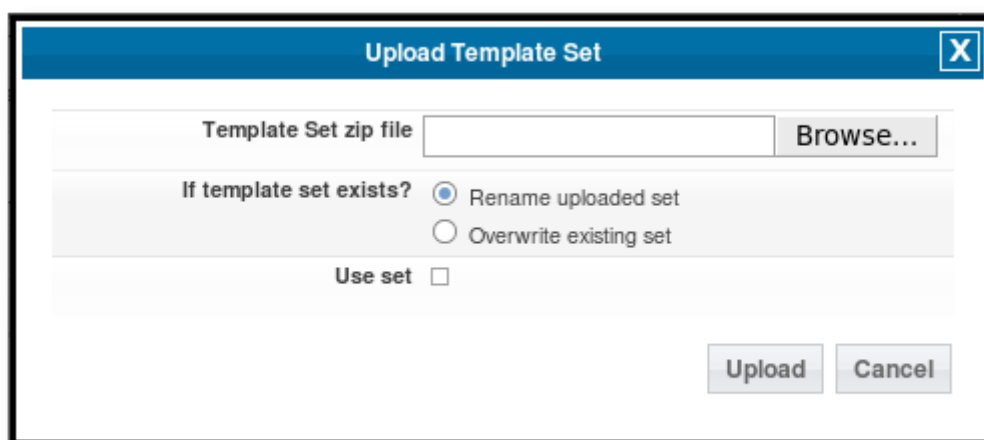 Upload Template Set X
Template Set zip file Browse...
If template set exists? Rename uploaded set
Overwrite existing set
Use set
Upload Cancel